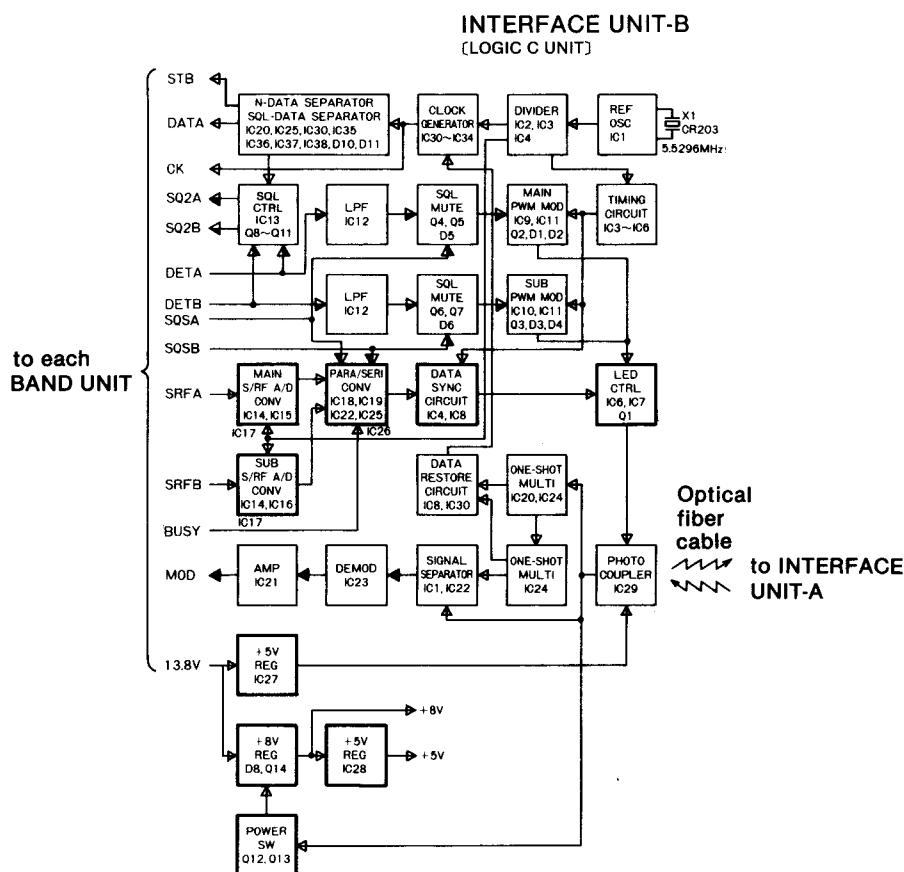 INTERFACE UNIT-B
(LOGIC C UNIT)
STB
DATA
CK
SQ2A
SQ2B
DETA
DETB
SQSA
SQSB
SRFA
SRFB
BUSY
MOD
13.8V
to each
BAND UNIT
N-DATA SEPARATOR
SQL-DATA SEPARATOR
IC20, IC25, IC30, IC35
IC36, IC37, IC38, D10, D11
CLOCK
GENERATOR
IC30~IC34
DIVIDER
IC2, IC3
IC4
REF
OSC
IC1
X1
CR203
5.5296MHz
SQL
CTRL
IC13
Q8~Q11
LPF
IC12
SQL
MUTE
Q4, Q5
D5
MAIN
PWM MOD
IC9, IC11
Q2, D1, D2
TIMING
CIRCUIT
IC3~IC6
LPF
IC12
SQL
MUTE
Q6, Q7
D6
SUB
PWM MOD
IC10, IC11
Q3, D3, D4
MAIN
S/RF A/D
CONV
IC14, IC15
IC17
PARA/SERI
CONV
IC18, IC19
IC22, IC25
IC26
DATA
SYNC
CIRCUIT
IC4, IC8
LED
CTRL
IC6, IC7
Q1
SUB
S/RF A/D
CONV
IC14, IC16
IC17
DATA
RESTORE
CIRCUIT
IC8, IC30
ONE-SHOT
MULTI
IC20, IC24
Optical
fiber
cable
to INTERFACE
UNIT-A
AMP
IC21
DEMOD
IC23
SIGNAL
SEPARATOR
IC1, IC22
ONE-SHOT
MULTI
IC24
PHOTO
COUPLER
IC29
+5V
REG
IC27
+8V
REG
D8, Q14
+5V
REG
IC28
+8V
+5V
POWER
SW
Q12, Q13